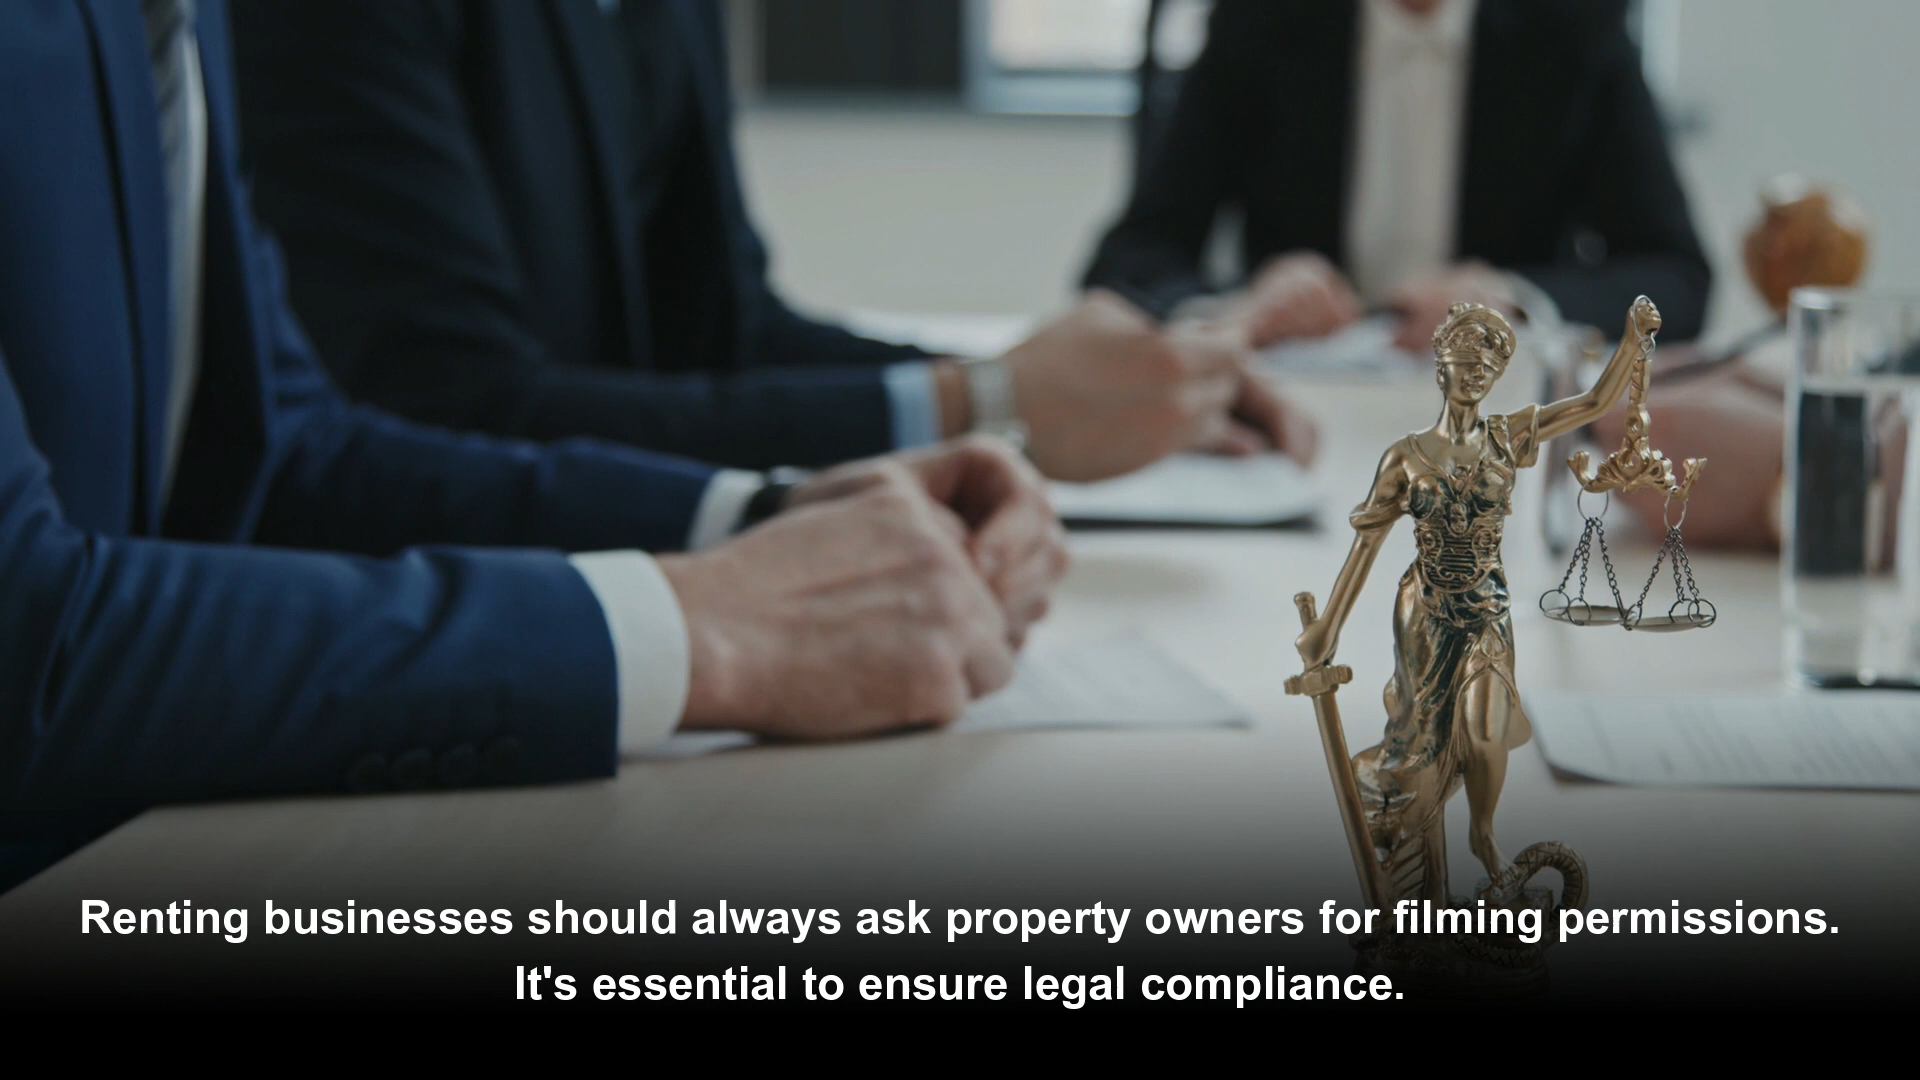 Renting businesses should always ask property owners for filming permissions.
It's essential to ensure legal compliance.